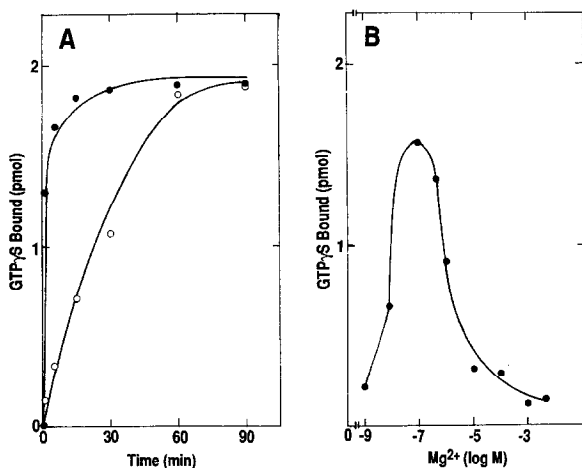 A
GTPγS Bound (pmol)
2
1
0
0 30 60 90
Time (min)
B
GTPγS Bound (pmol)
2
1
0 -9 -7 -5 -3
Mg2+ (log M)